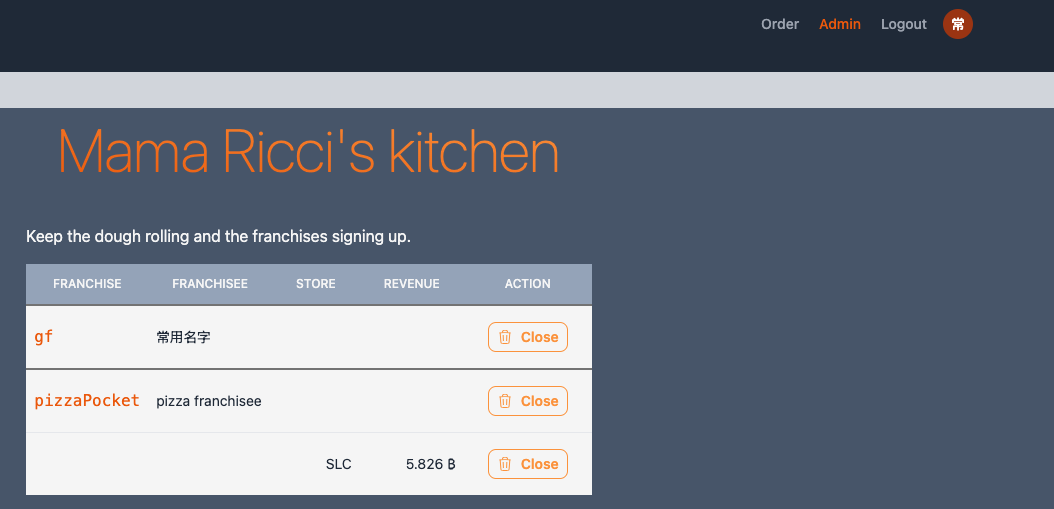 Order Admin Logout 常
Mama Ricci's kitchen
Keep the dough rolling and the franchises signing up.
FRANCHISE FRANCHISEE STORE REVENUE ACTION
gf 常用名字 Close
pizzaPocket pizza franchisee Close
SLC 5.826 ₿ Close